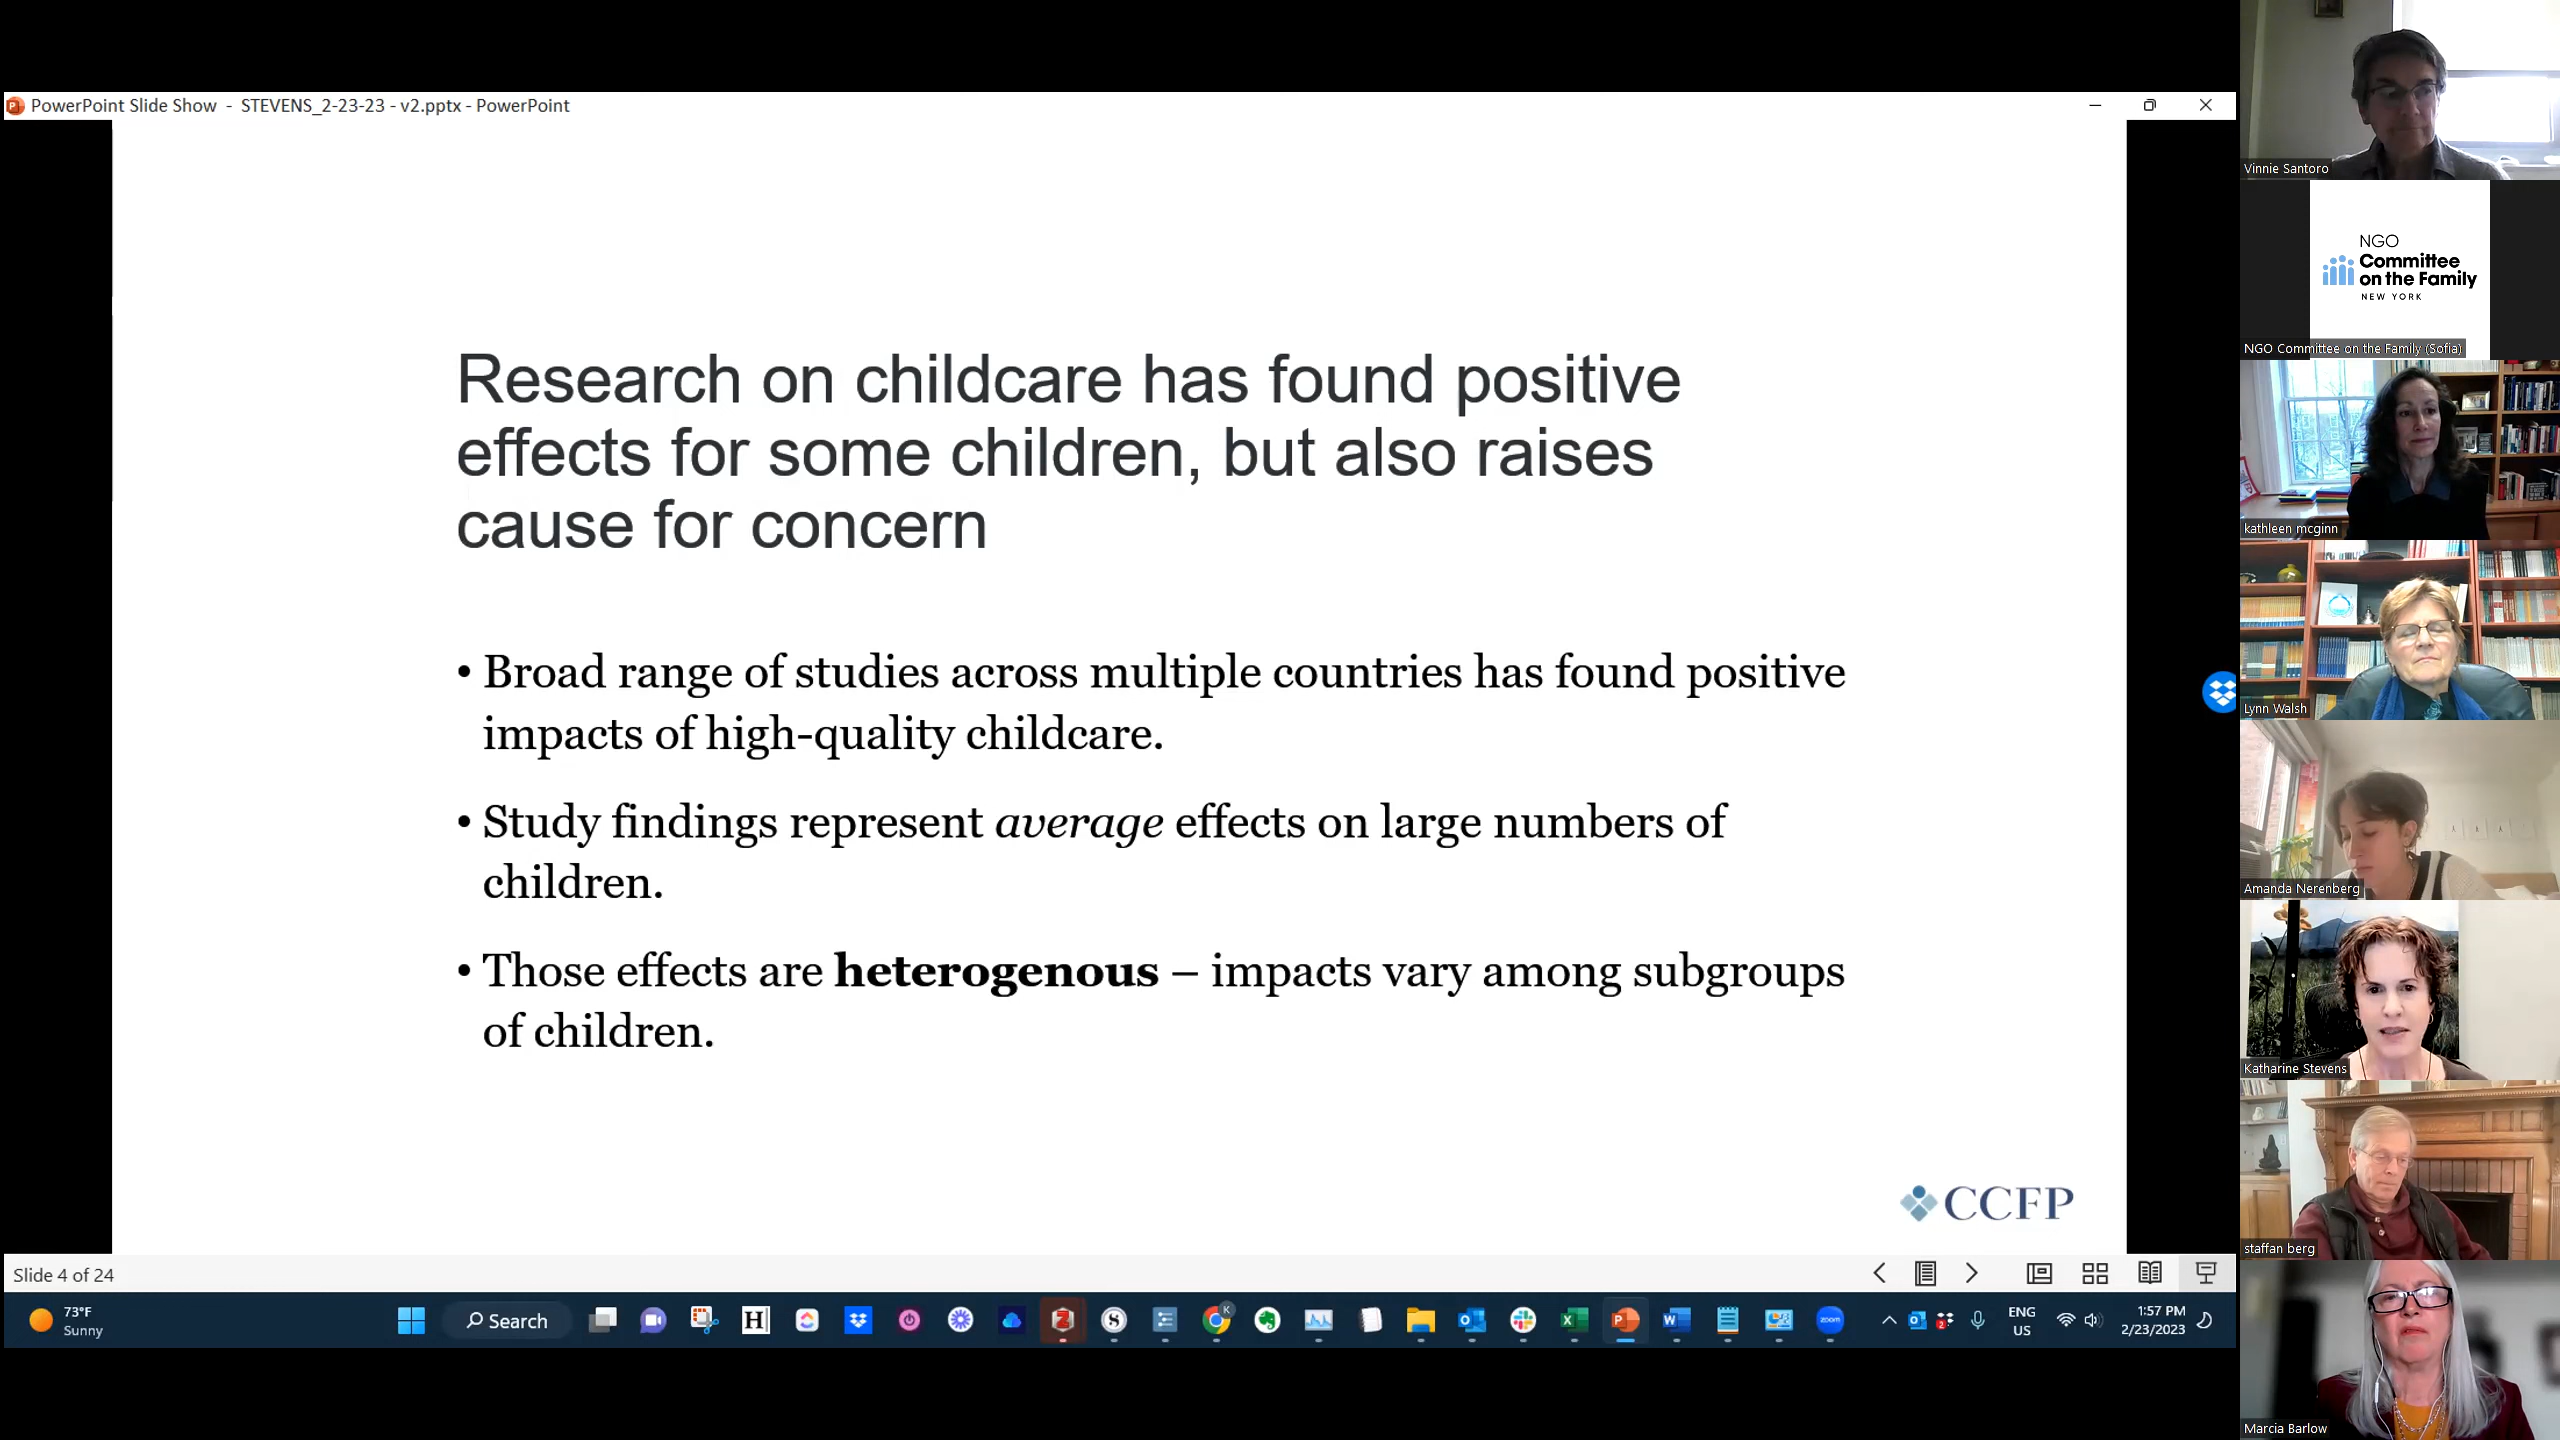 PowerPoint Slide Show - STEVENS_2-23-23 - v2.pptx - PowerPoint
Research on childcare has found positive
effects for some children, but also raises
cause for concern
• Broad range of studies across multiple countries has found positive
impacts of high-quality childcare.
• Study findings represent average effects on large numbers of
children.
• Those effects are heterogenous – impacts vary among subgroups
of children.
CCFP
Slide 4 of 24
73°F
Sunny
Search
H
K
zoom
2
ENG
US
1:57 PM
2/23/2023
Vinnie Santoro
NGO
Committee
on the Family
NEW YORK
NGO Committee on the Family (Sofia)
kathleen mcginn
Lynn Walsh
Amanda Nerenberg
Katharine Stevens
staffan berg
Marcia Barlow